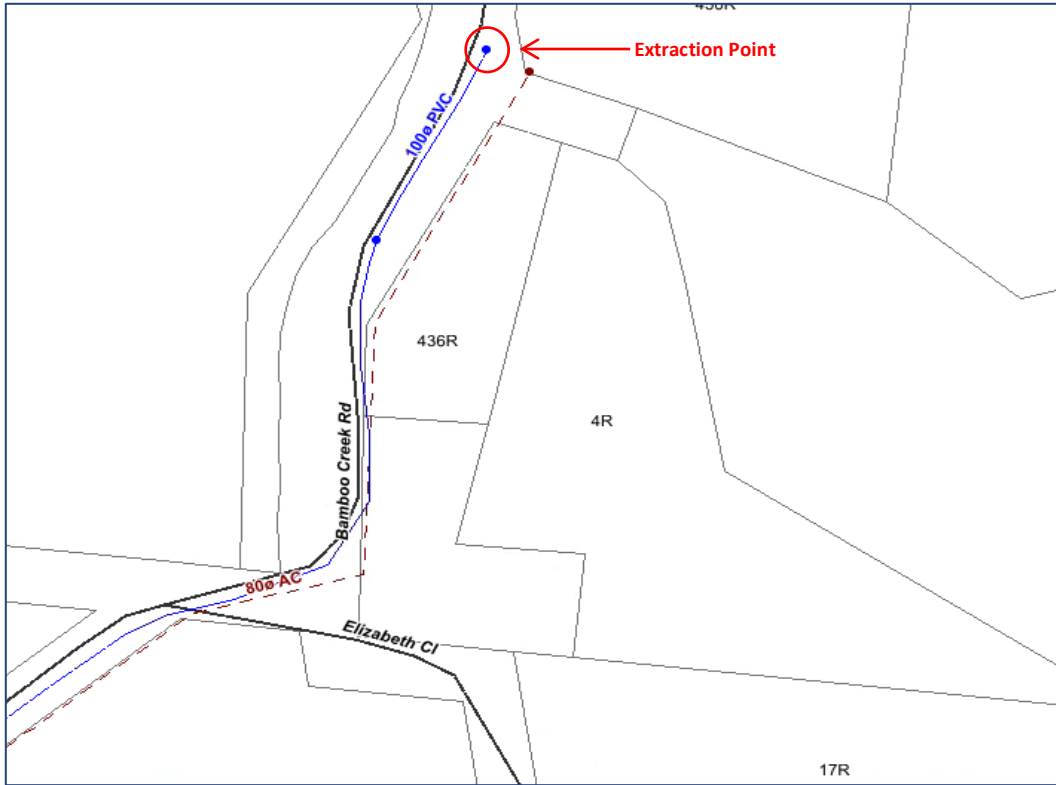 Extraction Point
100ø PVC
436R
4R
Bamboo Creek Rd
80ø AC
Elizabeth Cl
17R